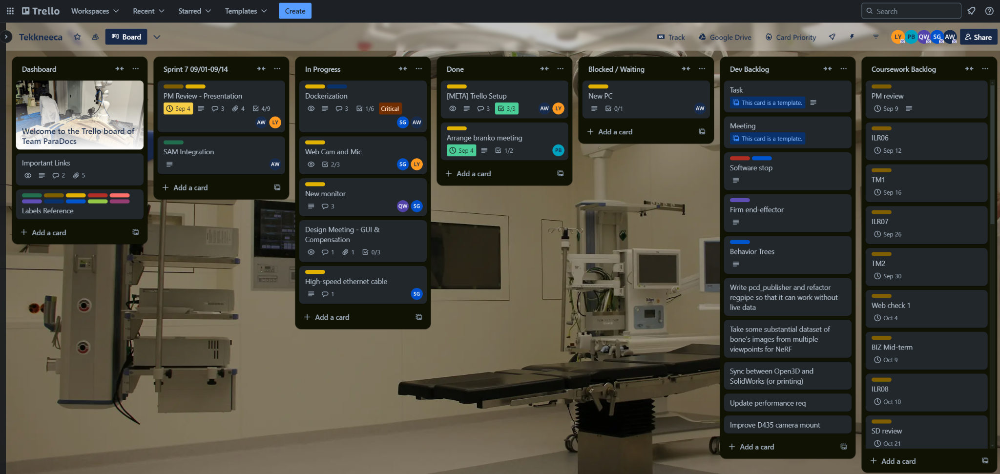 Trello
Workspaces
Recent
Starred
Templates
Create
Search
Tekkneeca
Board
Track
Google Drive
Card Priority
LY
PB
QW
SG
AW
Share
Dashboard
Welcome to the Trello board of
Team ParaDocs
Important Links
2
5
Labels Reference
Add a card
Sprint 7 09/01-09/14
PM Review - Presentation
Sep 4
3
4
4/9
AW
LY
SAM Integration
AW
Add a card
In Progress
Dockerization
3
1/6
Critical
SG
AW
Web Cam and Mic
2/3
SG
LY
New monitor
3
QW
SG
Design Meeting - GUI &
Compensation
1
1
0/3
High-speed ethernet cable
1
SG
Add a card
Done
[META] Trello Setup
3
3/3
AW
LY
Arrange branko meeting
Sep 4
1/2
PB
Add a card
Blocked / Waiting
New PC
0/1
AW
Add a card
Dev Backlog
Task
This card is a template.
Meeting
This card is a template.
Software stop
Firm end-effector
Behavior Trees
Write pcd_publisher and refactor
regpipe so that it can work without
live data
Take some substantial dataset of
bone's images from multiple
viewpoints for NeRF
Sync between Open3D and
SolidWorks (or printing)
Update performance req
Improve D435 camera mount
Add a card
Coursework Backlog
PM review
Sep 9
ILR06
Sep 12
TM1
Sep 16
ILR07
Sep 26
TM2
Sep 30
Web check 1
Oct 4
BIZ Mid-term
Oct 9
ILR08
Oct 10
SD review
Oct 21
Add a card